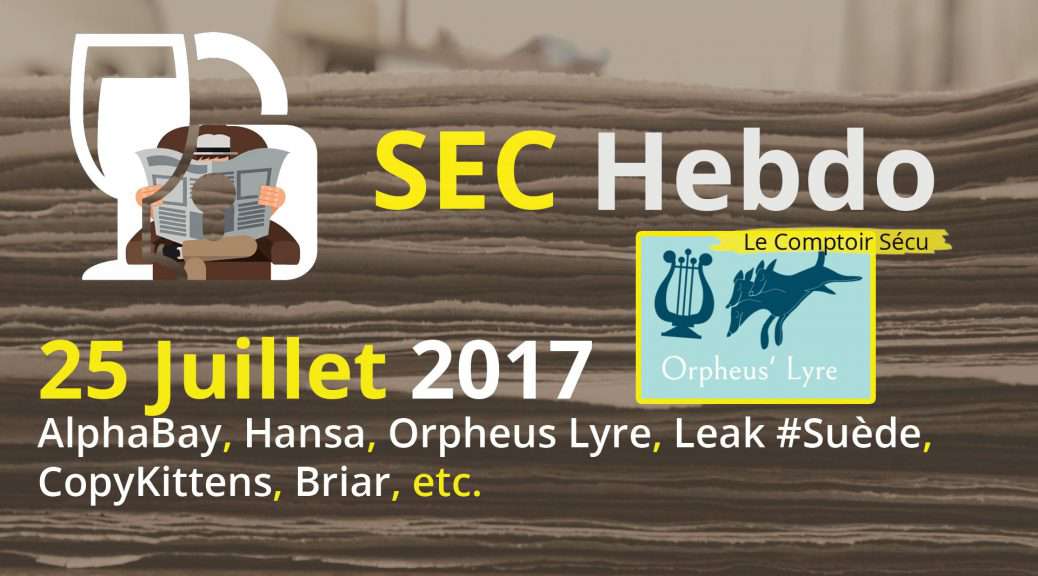 SEC Hebdo
Le Comptoir Sécu
Orpheus' Lyre
25 Juillet 2017
AlphaBay, Hansa, Orpheus Lyre, Leak #Suède,
CopyKittens, Briar, etc.